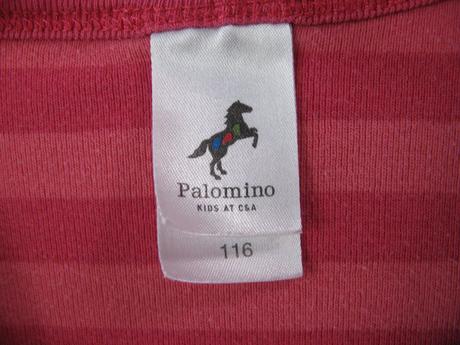 Palomino
KIDS AT C&A
116